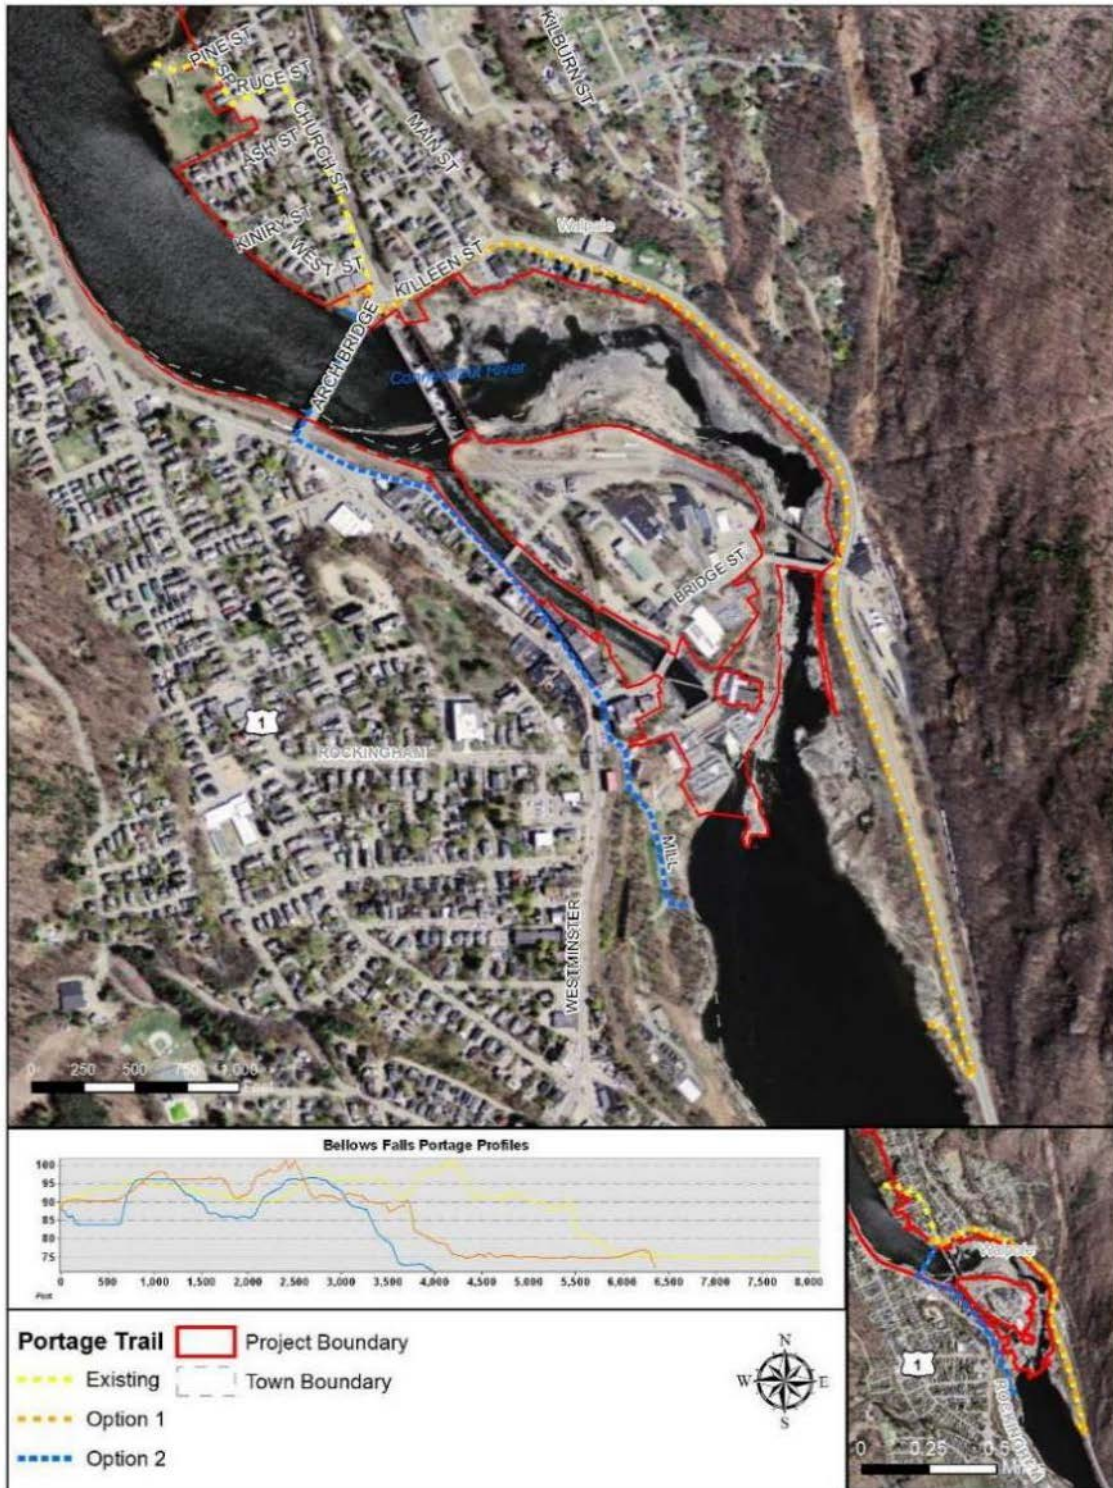 PINE ST
SPRUCE ST
KILBURN ST
CHURCH ST
MAIN ST
ASH ST
KINIRY ST
WEST ST
Walpole
KILLEEN ST
ARCH BRIDGE
Connecticut River
BRIDGE ST
1
ROCKINGHAM
MILL
WESTMINSTER
0 250 500 750 1,000
Bellows Falls Portage Profiles
100
95
90
85
80
75
0 500 1,000 1,500 2,000 2,500 3,000 3,500 4,000 4,500 5,000 5,500 6,000 6,500 7,000 7,500 8,000
Portage Trail
Project Boundary
Existing
Town Boundary
Option 1
Option 2
N
W E
S
Walpole
1
ROCKINGHAM
0 0.25 0.5